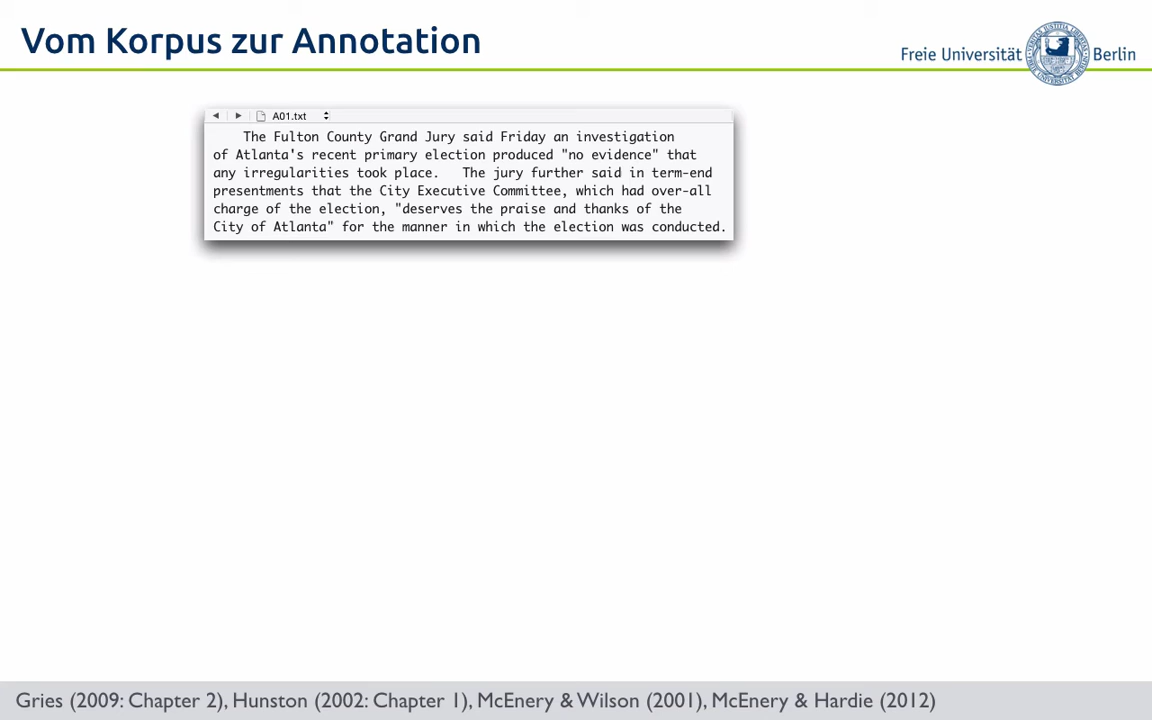 Vom Korpus zur Annotation
Freie Universität Berlin
A01.txt
The Fulton County Grand Jury said Friday an investigation
of Atlanta's recent primary election produced "no evidence" that
any irregularities took place.   The jury further said in term-end
presentments that the City Executive Committee, which had over-all
charge of the election, "deserves the praise and thanks of the
City of Atlanta" for the manner in which the election was conducted.
Gries (2009: Chapter 2), Hunston (2002: Chapter 1), McEnery & Wilson (2001), McEnery & Hardie (2012)